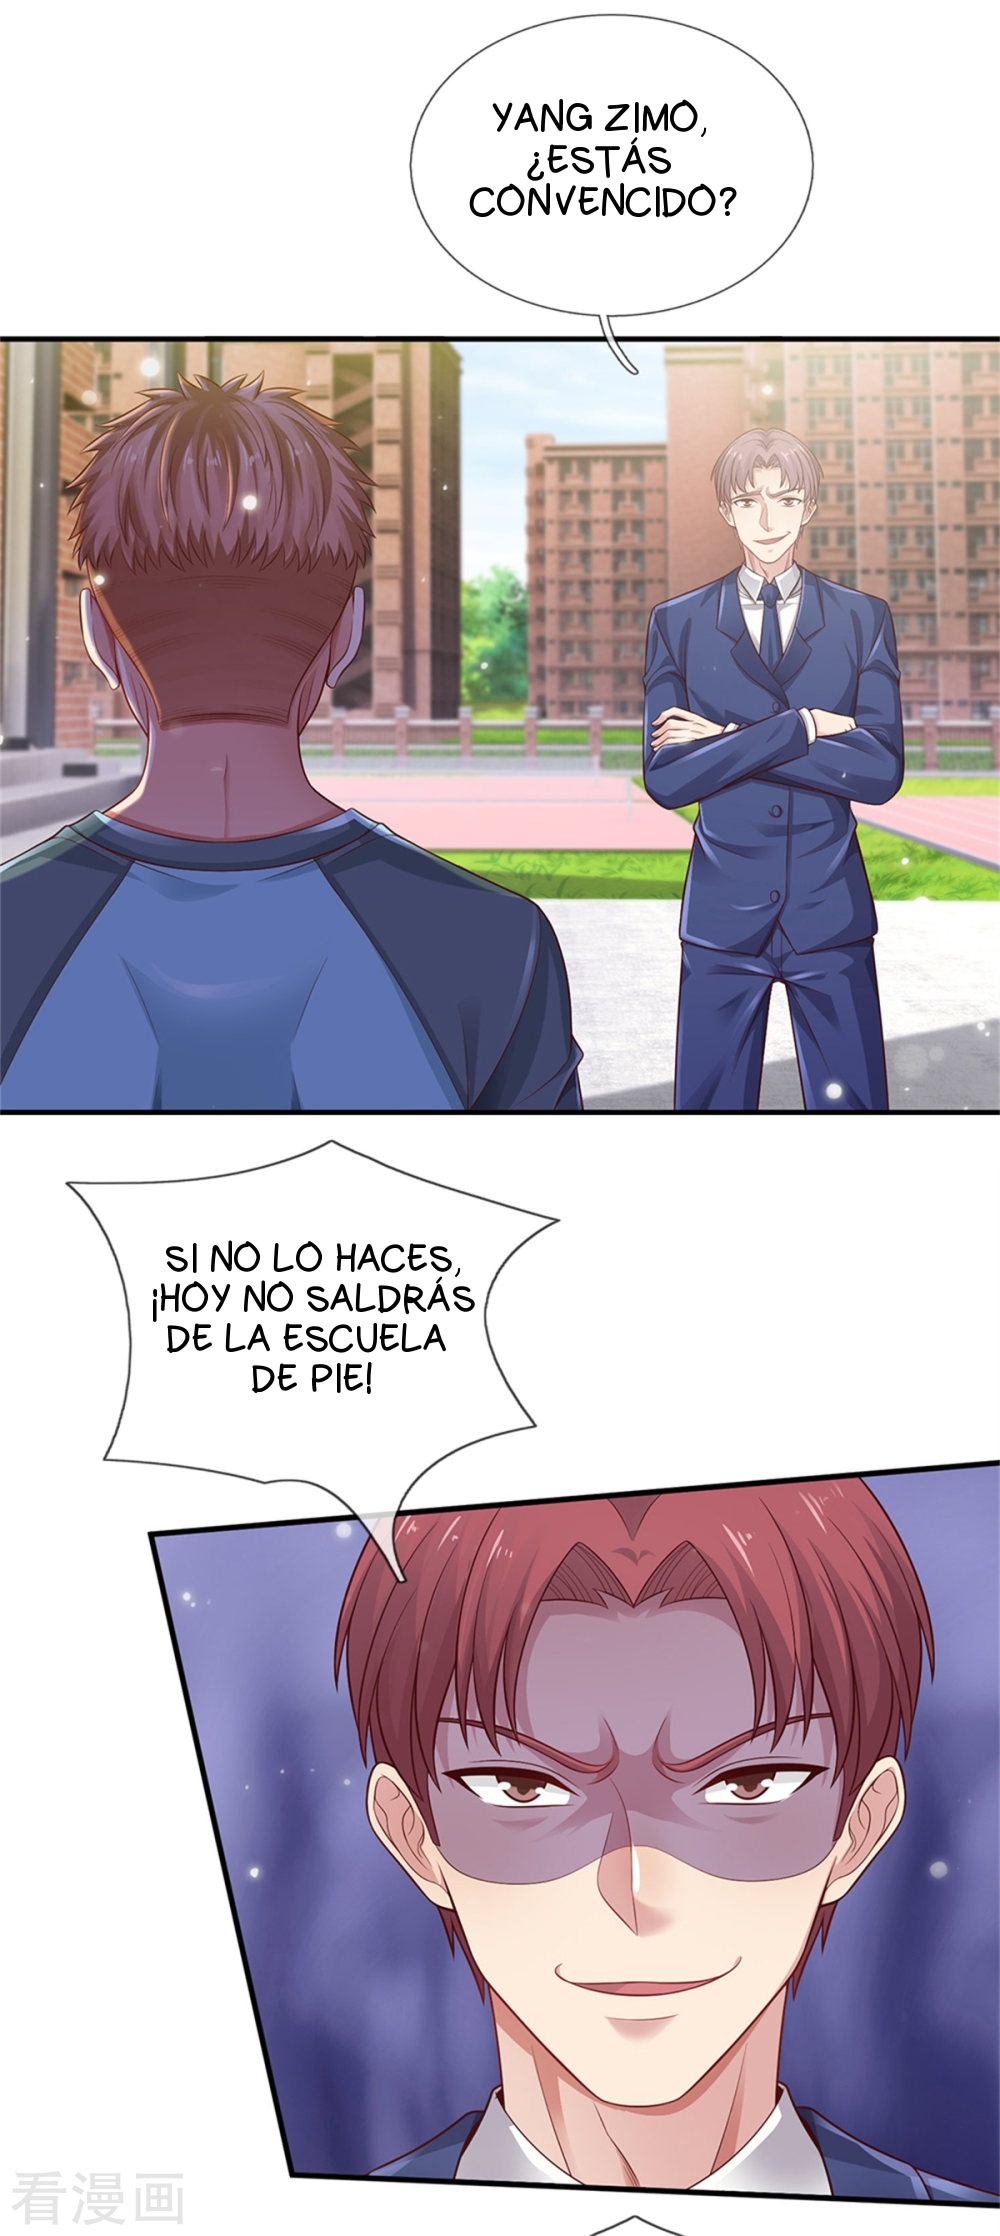 YANG ZIMO,
¿ESTÁS
CONVENCIDO?
SI NO LO HACES,
¡HOY NO SALDRÁS
DE LA ESCUELA
DE PIE!
看漫画